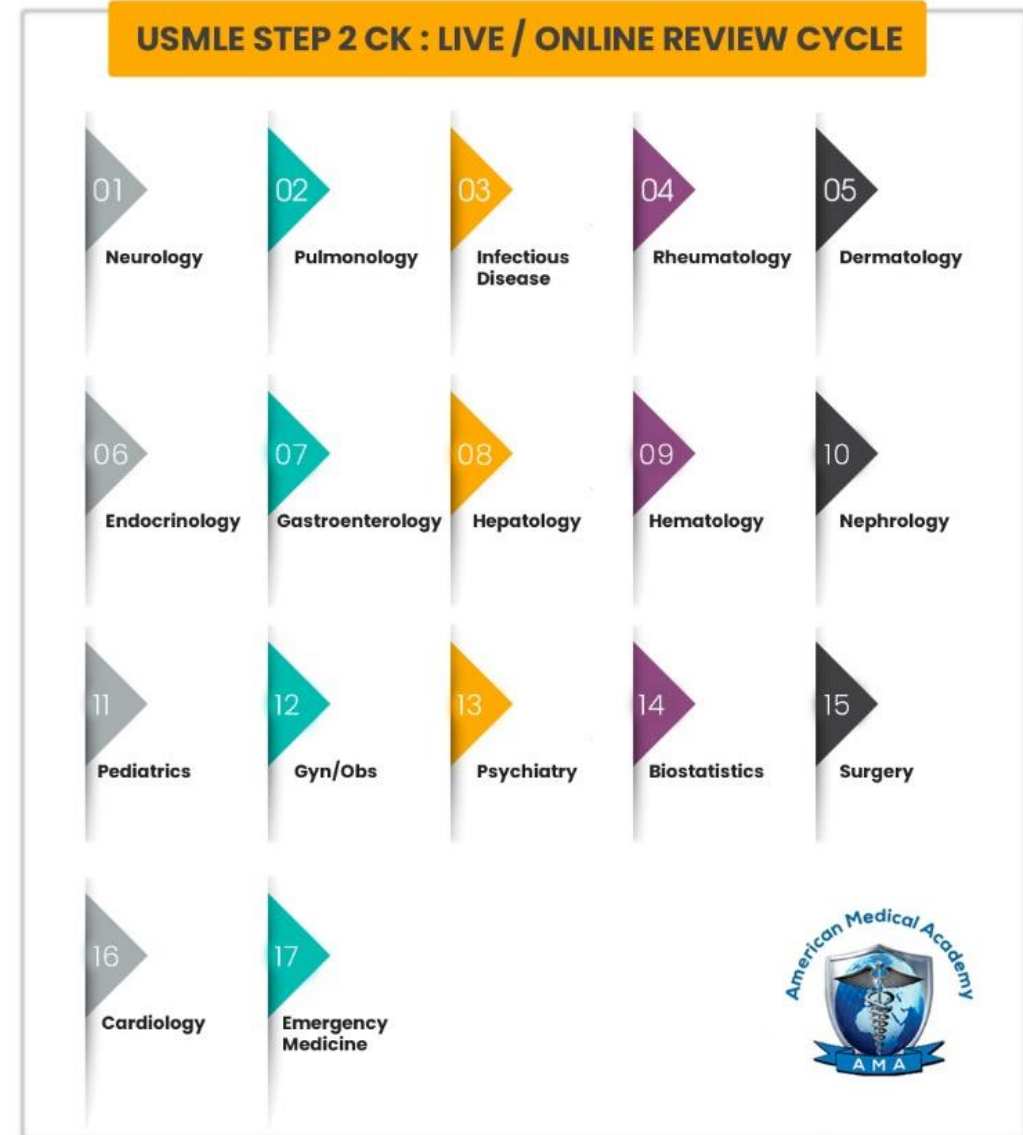 USMLE STEP 2 CK : LIVE / ONLINE REVIEW CYCLE
01
Neurology
02
Pulmonology
03
Infectious
Disease
04
Rheumatology
05
Dermatology
06
Endocrinology
07
Gastroenterology
08
Hepatology
09
Hematology
10
Nephrology
11
Pediatrics
12
Gyn/Obs
13
Psychiatry
14
Biostatistics
15
Surgery
16
Cardiology
17
Emergency
Medicine
American Medical Academy
AMA